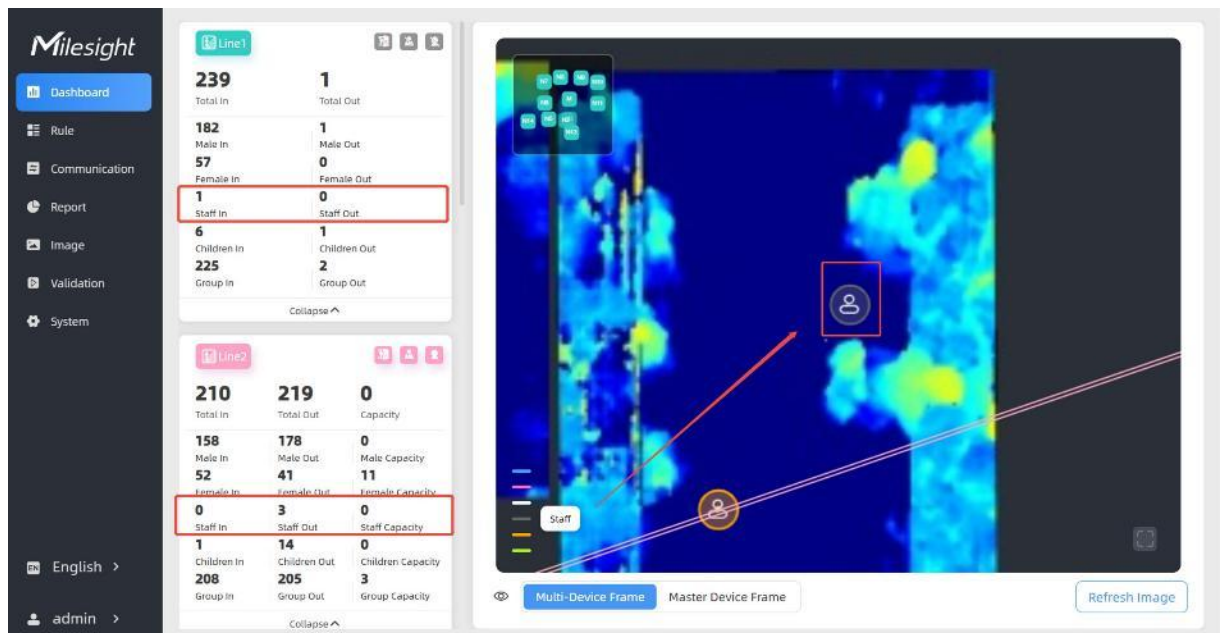 Milesight
Dashboard
Rule
Communication
Report
Image
Validation
System
English >
admin >
Line1
239 1
Total In Total Out
182 1
Male In Male Out
57 0
Female In Female Out
1 0
Staff In Staff Out
6 1
Children In Children Out
225 2
Group In Group Out
Collapse
Line2
210 219 0
Total In Total Out Capacity
158 178 0
Male In Male Out Male Capacity
52 41 11
Female In Female Out Female Capacity
0 3 0
Staff In Staff Out Staff Capacity
1 14 0
Children In Children Out Children Capacity
208 205 3
Group In Group Out Group Capacity
Collapse
Staff
Multi-Device Frame Master Device Frame
Refresh Image